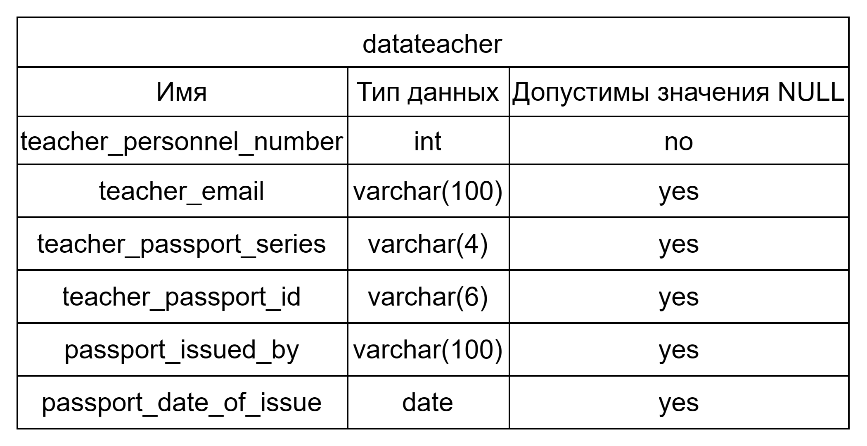 datateacher
Имя Тип данных Допустимы значения NULL
teacher_personnel_number int no
teacher_email varchar(100) yes
teacher_passport_series varchar(4) yes
teacher_passport_id varchar(6) yes
passport_issued_by varchar(100) yes
passport_date_of_issue date yes